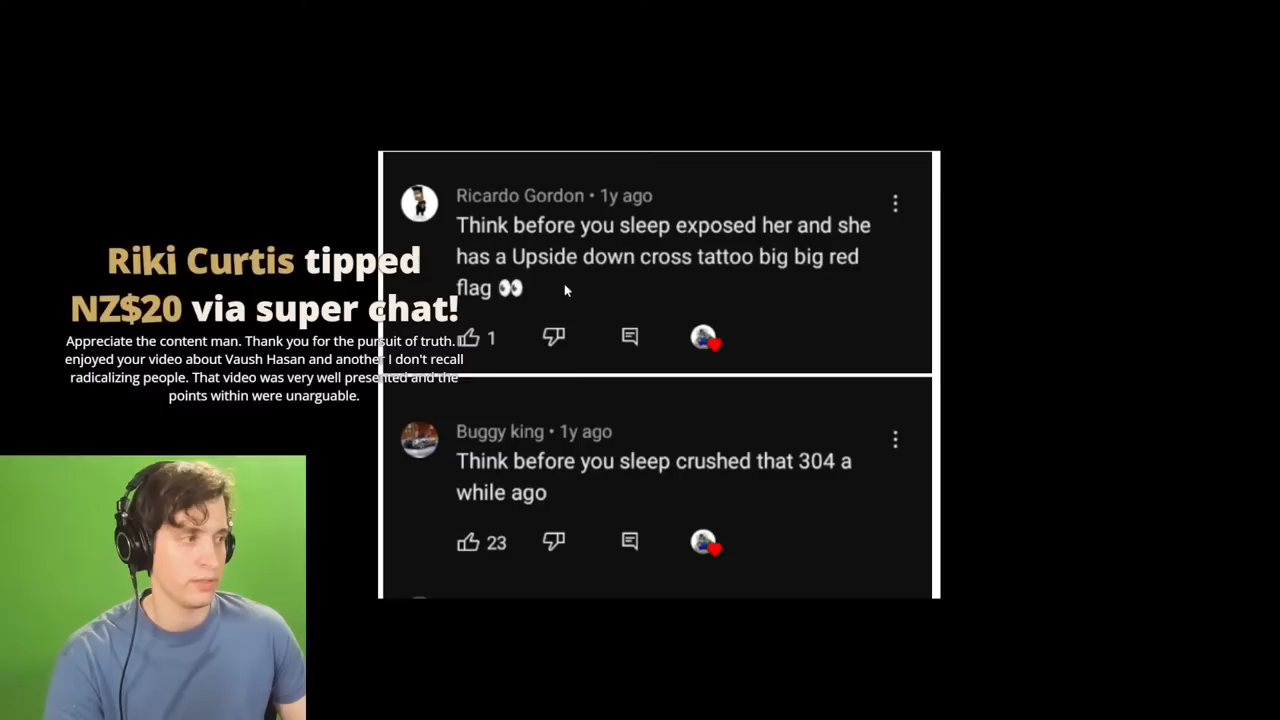 Riki Curtis tipped
NZ$20 via super chat!
Appreciate the content man. Thank you for the pursuit of truth. I
enjoyed your video about Vaush Hasan and another I don't recall
radicalizing people. That video was very well presented and the
points within were unarguable.
Ricardo Gordon • 1y ago
Think before you sleep exposed her and she
has a Upside down cross tattoo big big red
flag 👀
1
Buggy king • 1y ago
Think before you sleep crushed that 304 a
while ago
23